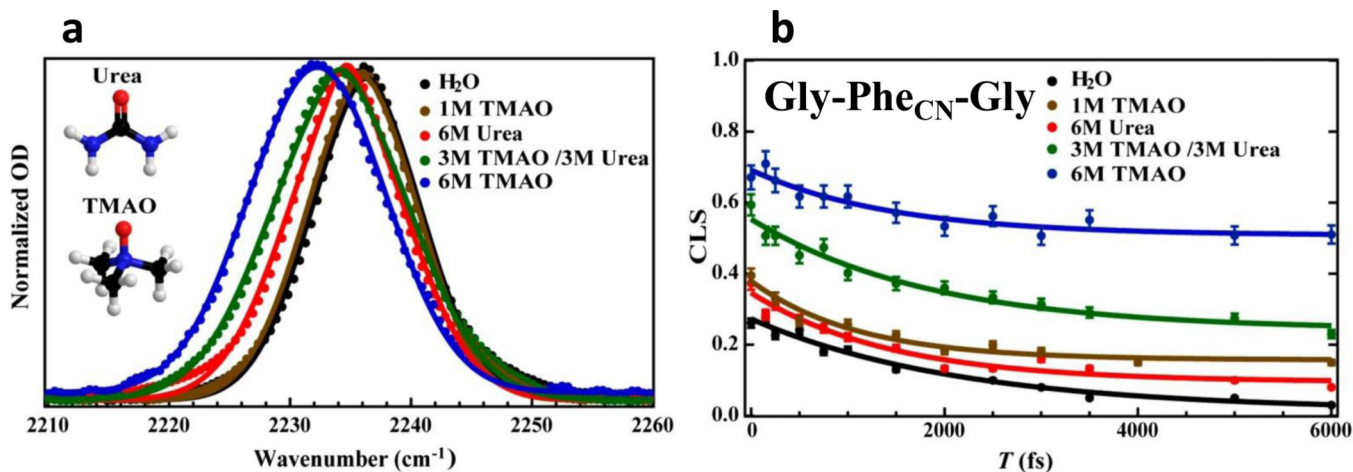 a
Urea
TMAO
H₂O
1M TMAO
6M Urea
3M TMAO /3M Urea
6M TMAO
Normalized OD
2210
2220
2230
2240
2250
2260
Wavenumber (cm⁻¹)
b
Gly-Phe_CN-Gly
H₂O
1M TMAO
6M Urea
3M TMAO /3M Urea
6M TMAO
CLS
1.0
0.8
0.6
0.4
0.2
0.0
0
2000
4000
6000
T (fs)